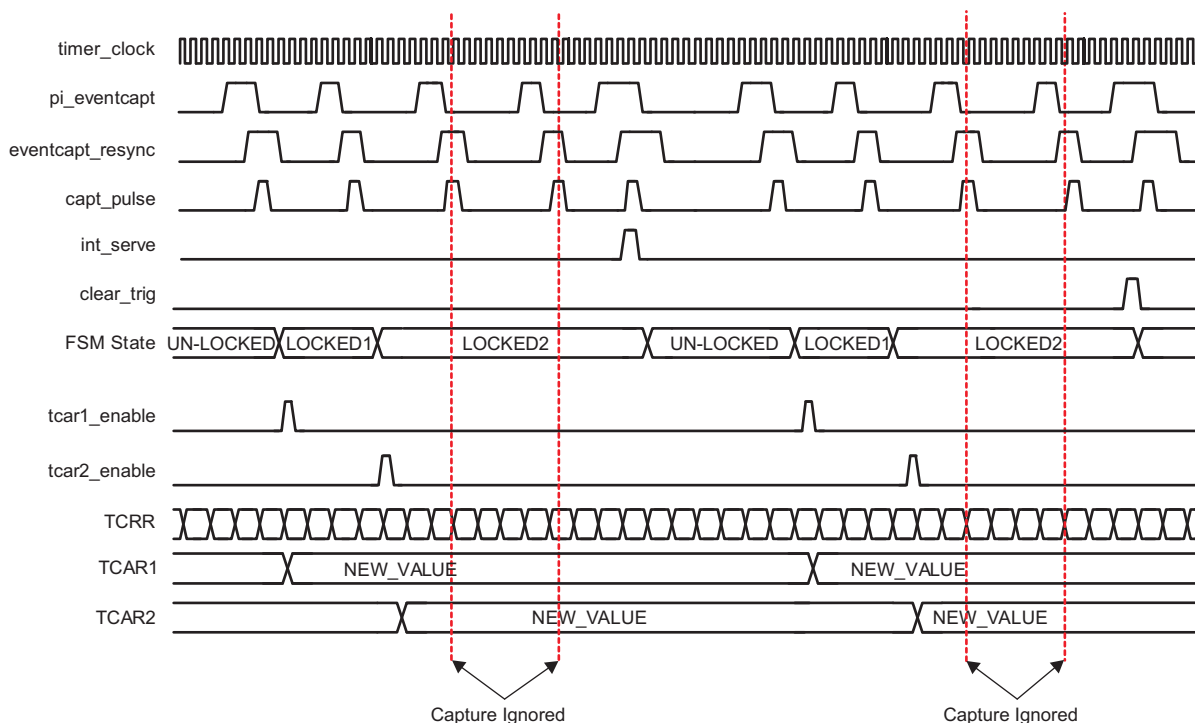 timer_clock
pi_eventcapt
eventcapt_resync
capt_pulse
int_serve
clear_trig
FSM State UN-LOCKED LOCKED1 LOCKED2 UN-LOCKED LOCKED1 LOCKED2
tcar1_enable
tcar2_enable
TCRR
TCAR1 NEW_VALUE NEW_VALUE
TCAR2 NEW_VALUE NEW_VALUE
Capture Ignored Capture Ignored